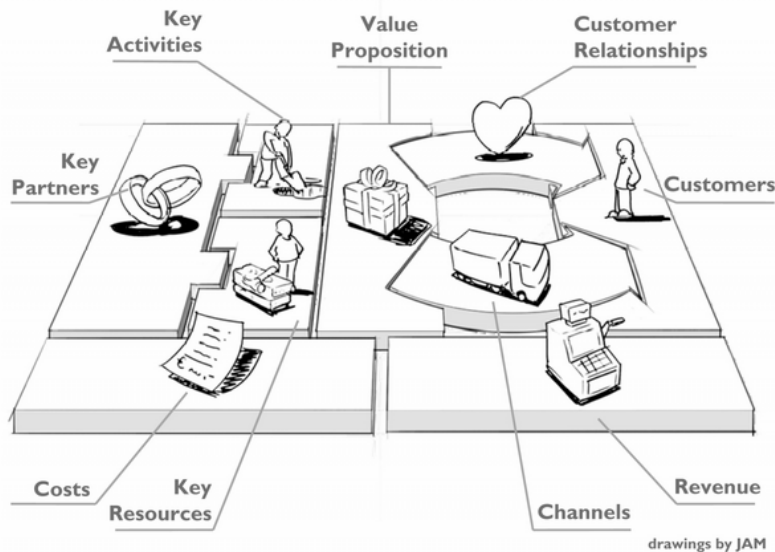 Key
Activities
Value
Proposition
Customer
Relationships
Key
Partners
Customers
Costs
Key
Resources
Channels
Revenue
drawings by JAM